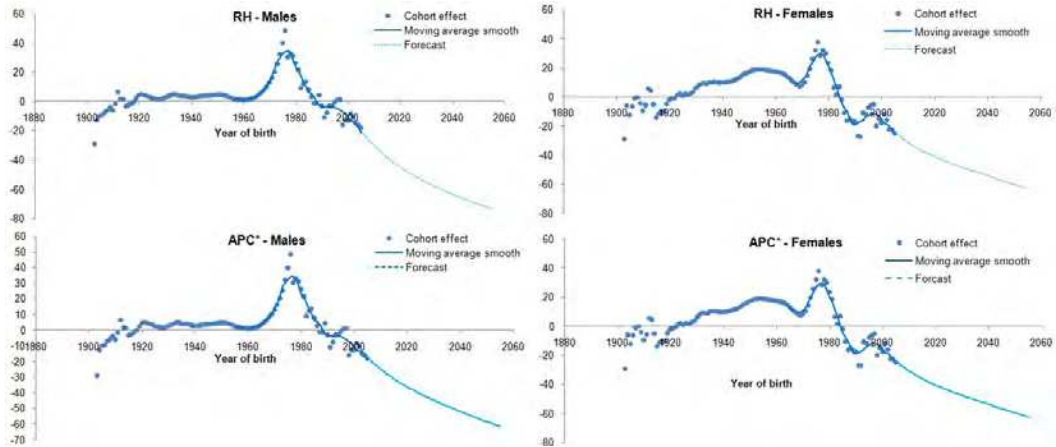 RH - Males
Cohort effect
Moving average smooth
Forecast
60
40
20
0
-20
-40
-60
-80
1880 1900 1920 1940 1960 1980 2000 2020 2040 2060
Year of birth
RH - Females
Cohort effect
Moving average smooth
Forecast
60
40
20
0
-20
-40
-60
-80
1880 1900 1920 1940 1960 1980 2000 2020 2040 2060
Year of birth
APC* - Males
Cohort effect
Moving average smooth
Forecast
60
50
40
30
20
10
0
-10
-20
-30
-40
-50
-60
-70
1880 1900 1920 1940 1960 1980 2000 2020 2040 2060
Year of birth
APC* - Females
Cohort effect
Moving average smooth
Forcast
60
40
20
0
-20
-40
-60
-80
1880 1900 1920 1940 1960 1980 2000 2020 2040 2060
Year of birth